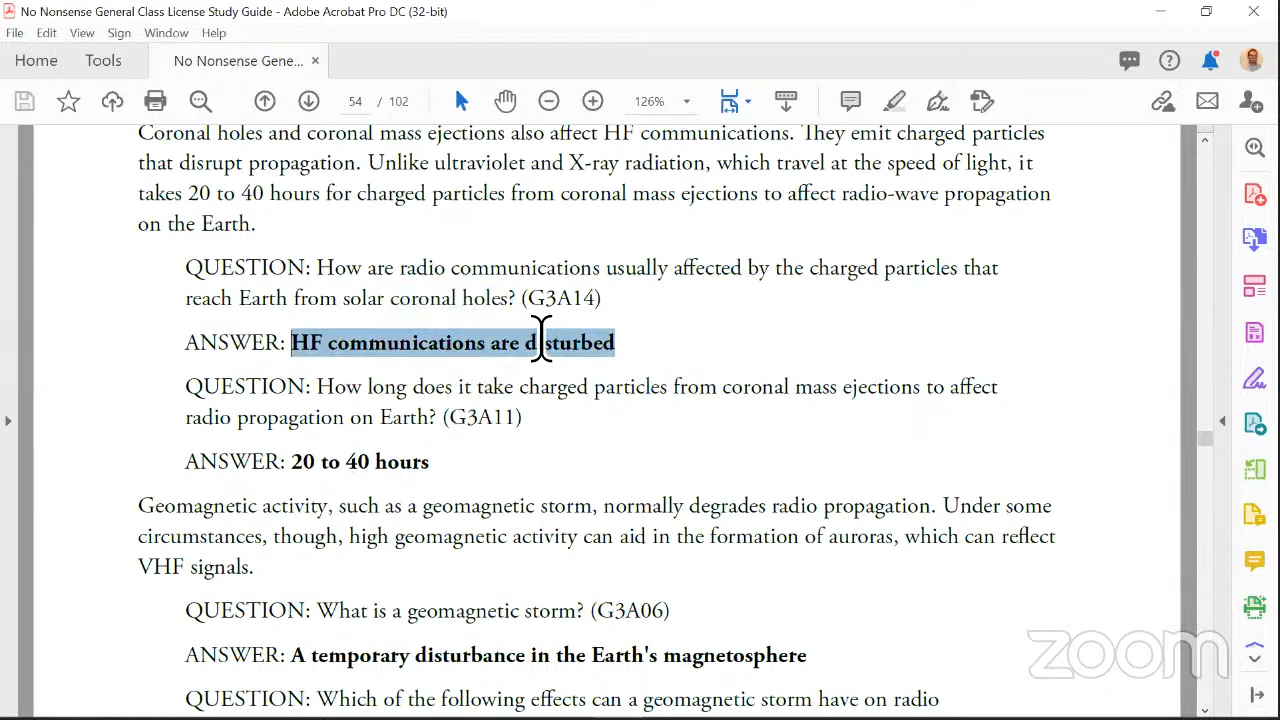 No Nonsense General Class License Study Guide - Adobe Acrobat Pro DC (32-bit)
File Edit View Sign Window Help
Home Tools No Nonsense Gene... ×
54 / 102 126%
Coronal holes and coronal mass ejections also affect HF communications. They emit charged particles
that disrupt propagation. Unlike ultraviolet and X-ray radiation, which travel at the speed of light, it
takes 20 to 40 hours for charged particles from coronal mass ejections to affect radio-wave propagation
on the Earth.
QUESTION: How are radio communications usually affected by the charged particles that
reach Earth from solar coronal holes? (G3A14)
ANSWER: HF communications are disturbed
QUESTION: How long does it take charged particles from coronal mass ejections to affect
radio propagation on Earth? (G3A11)
ANSWER: 20 to 40 hours
Geomagnetic activity, such as a geomagnetic storm, normally degrades radio propagation. Under some
circumstances, though, high geomagnetic activity can aid in the formation of auroras, which can reflect
VHF signals.
QUESTION: What is a geomagnetic storm? (G3A06)
ANSWER: A temporary disturbance in the Earth's magnetosphere
QUESTION: Which of the following effects can a geomagnetic storm have on radio
zoom